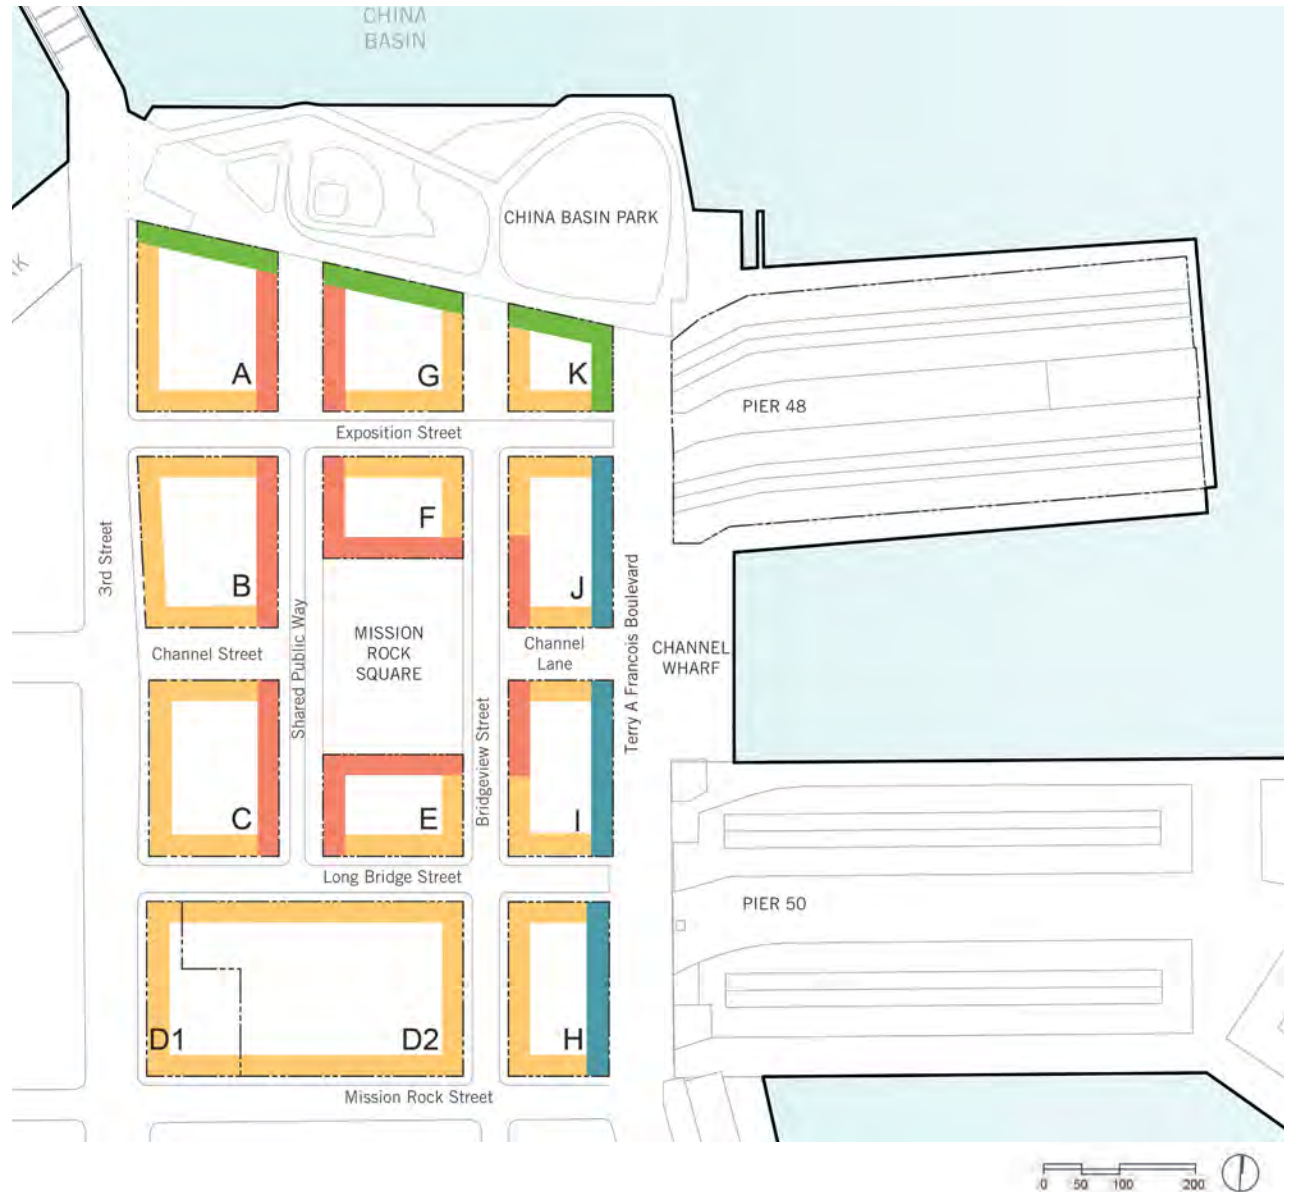 CHINA
BASIN
CHINA BASIN PARK
A
G
K
PIER 48
Exposition Street
F
3rd Street
B
J
Shared Public Way
MISSION
ROCK
SQUARE
Channel Street
Channel
Lane
Terry A Francois Boulevard
CHANNEL
WHARF
Bridgeview Street
C
E
I
Long Bridge Street
PIER 50
D1
D2
H
Mission Rock Street
0 50 100 200